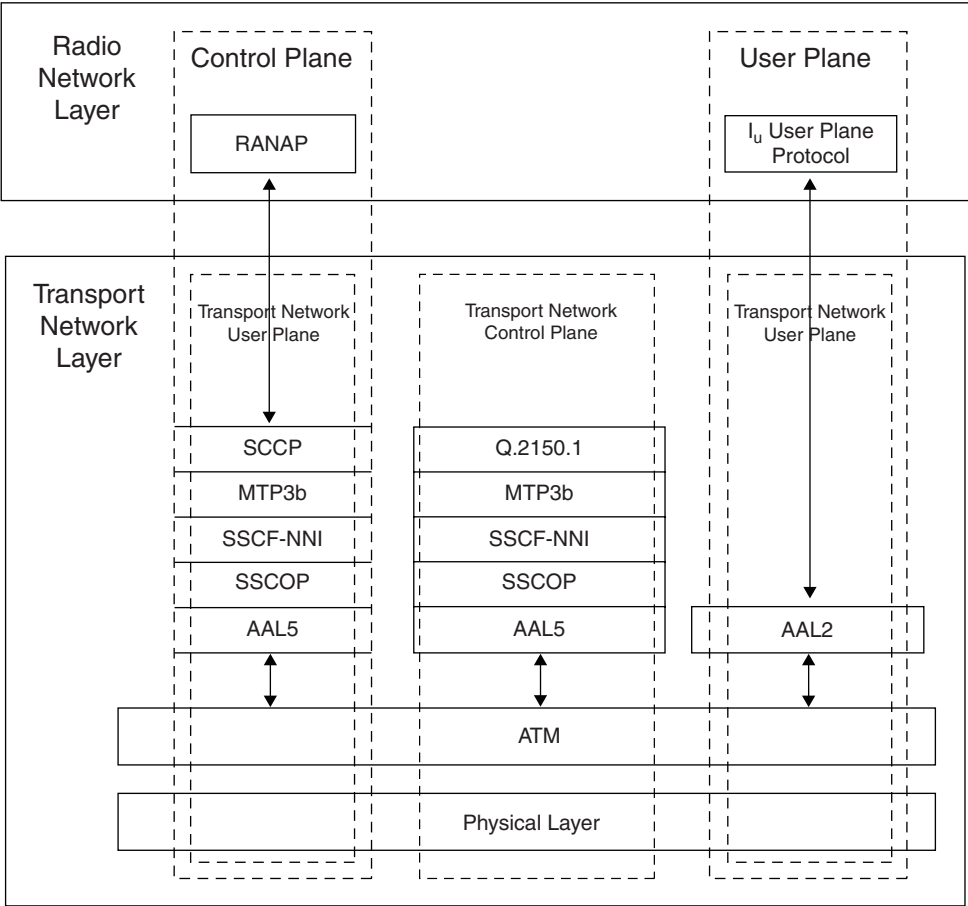 Radio
Network
Layer
Control Plane
User Plane
RANAP
Iu User Plane
Protocol
Transport
Network
Layer
Transport Network
User Plane
Transport Network
Control Plane
Transport Network
User Plane
SCCP
MTP3b
SSCF-NNI
SSCOP
AAL5
Q.2150.1
MTP3b
SSCF-NNI
SSCOP
AAL5
AAL2
ATM
Physical Layer